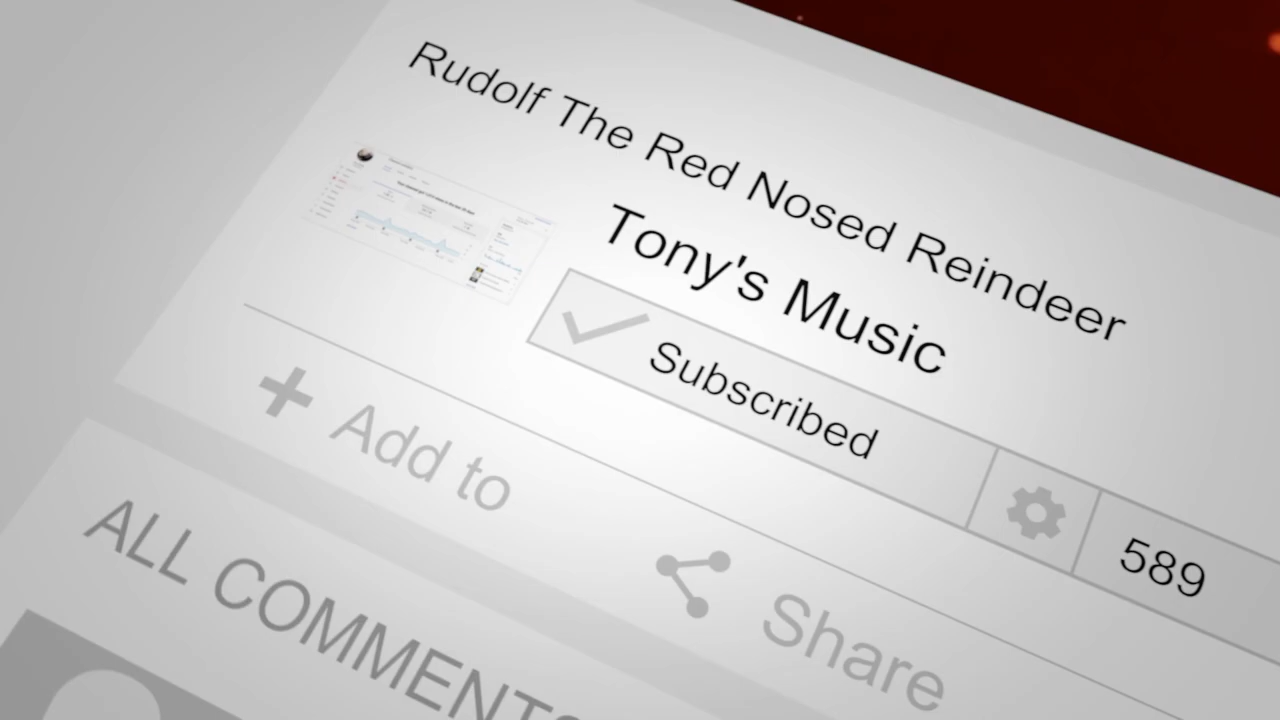 Rudolf The Red Nosed Reindeer
Tony's Music
Subscribed
589
Add to
Share
ALL COMMENTS